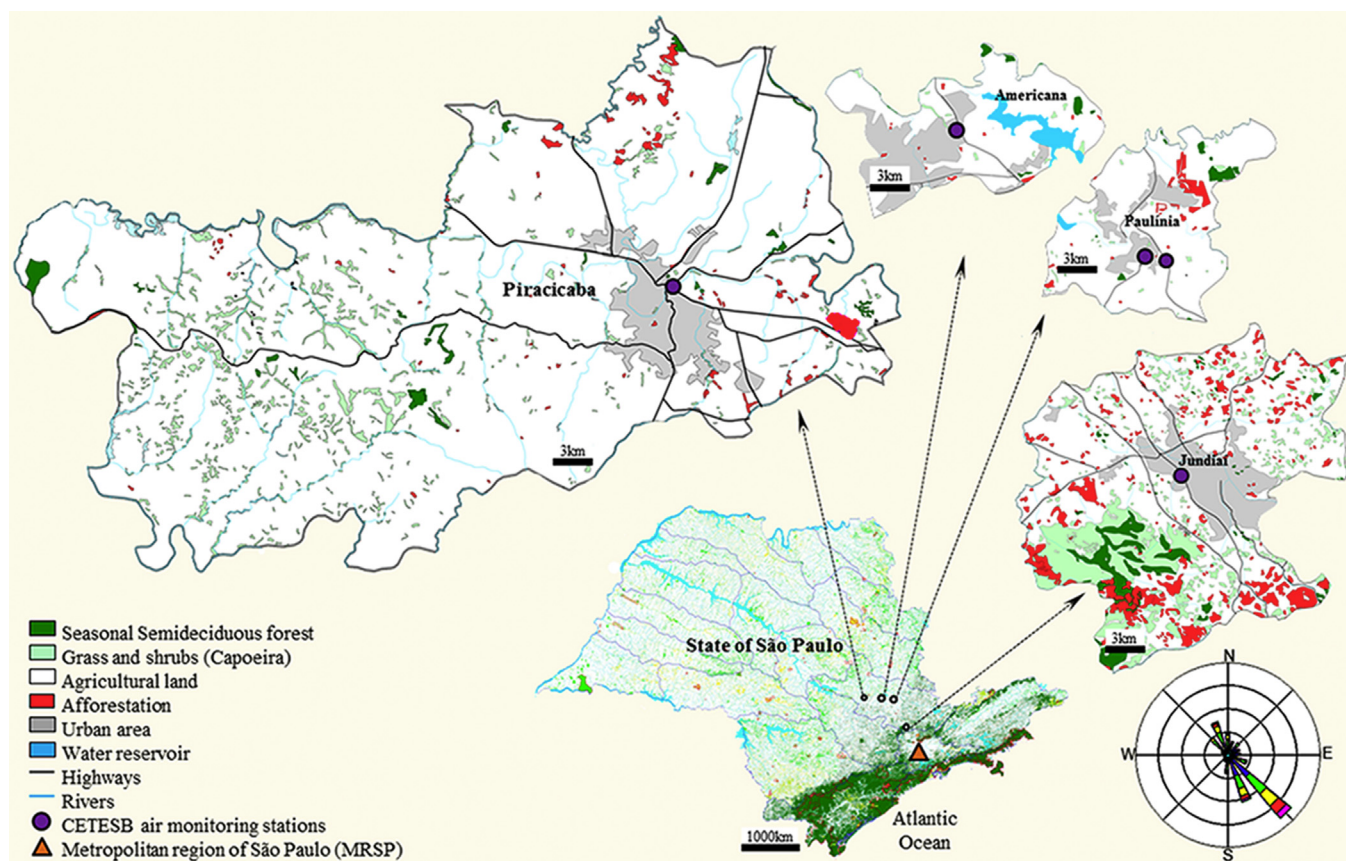 Americana
3km
Paulínia
3km
Piracicaba
3km
Jundiaí
3km
State of São Paulo
Seasonal Semideciduous forest
Grass and shrubs (Capoeira)
Agricultural land
Afforestation
Urban area
Water reservoir
Highways
Rivers
CETESB air monitoring stations
Metropolitan region of São Paulo (MRSP)
1000km
Atlantic
Ocean
N
W
E
S